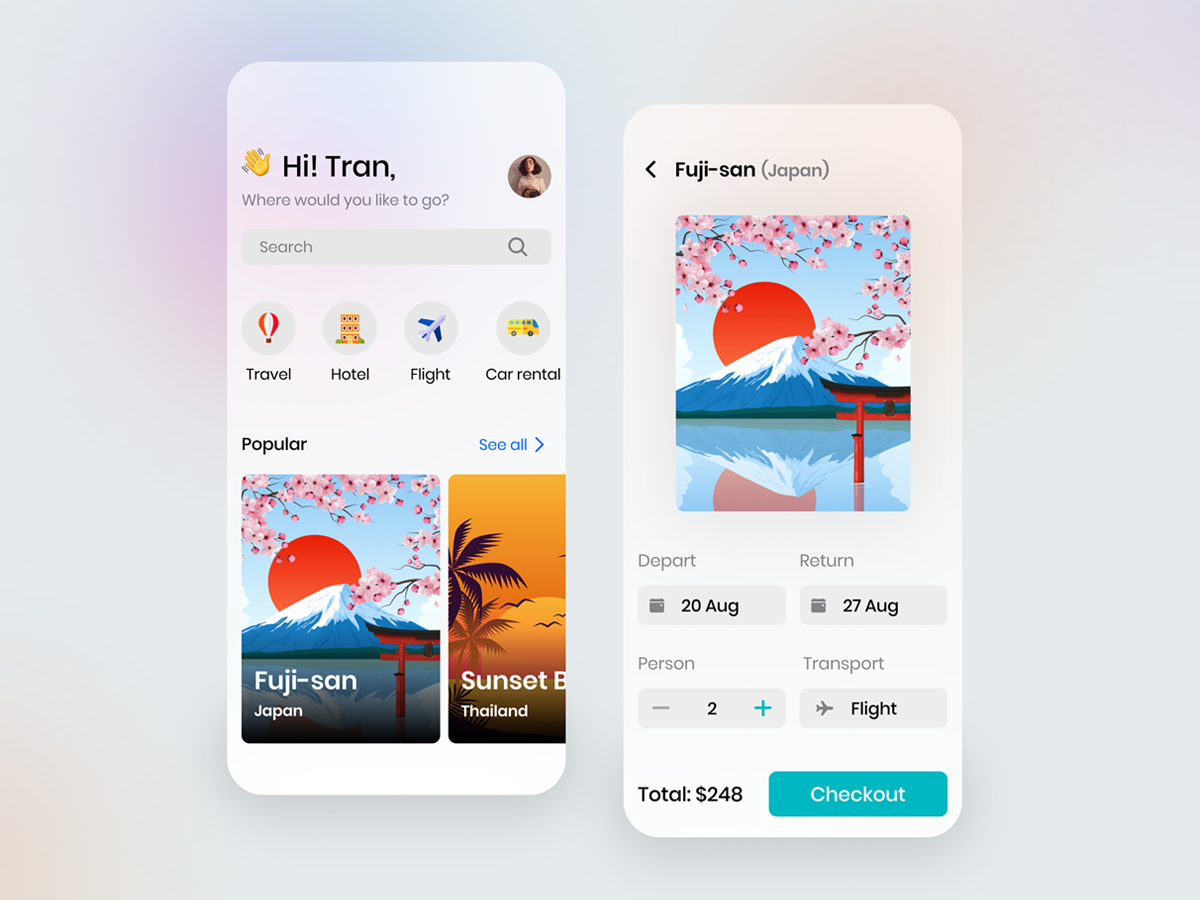 Hi! Tran,
Where would you like to go?
Search
Travel
Hotel
Flight
Car rental
Popular
See all
Fuji-san
Japan
Sunset B
Thailand
Fuji-san (Japan)
Depart
Return
20 Aug
27 Aug
Person
Transport
2
Flight
Total: $248
Checkout